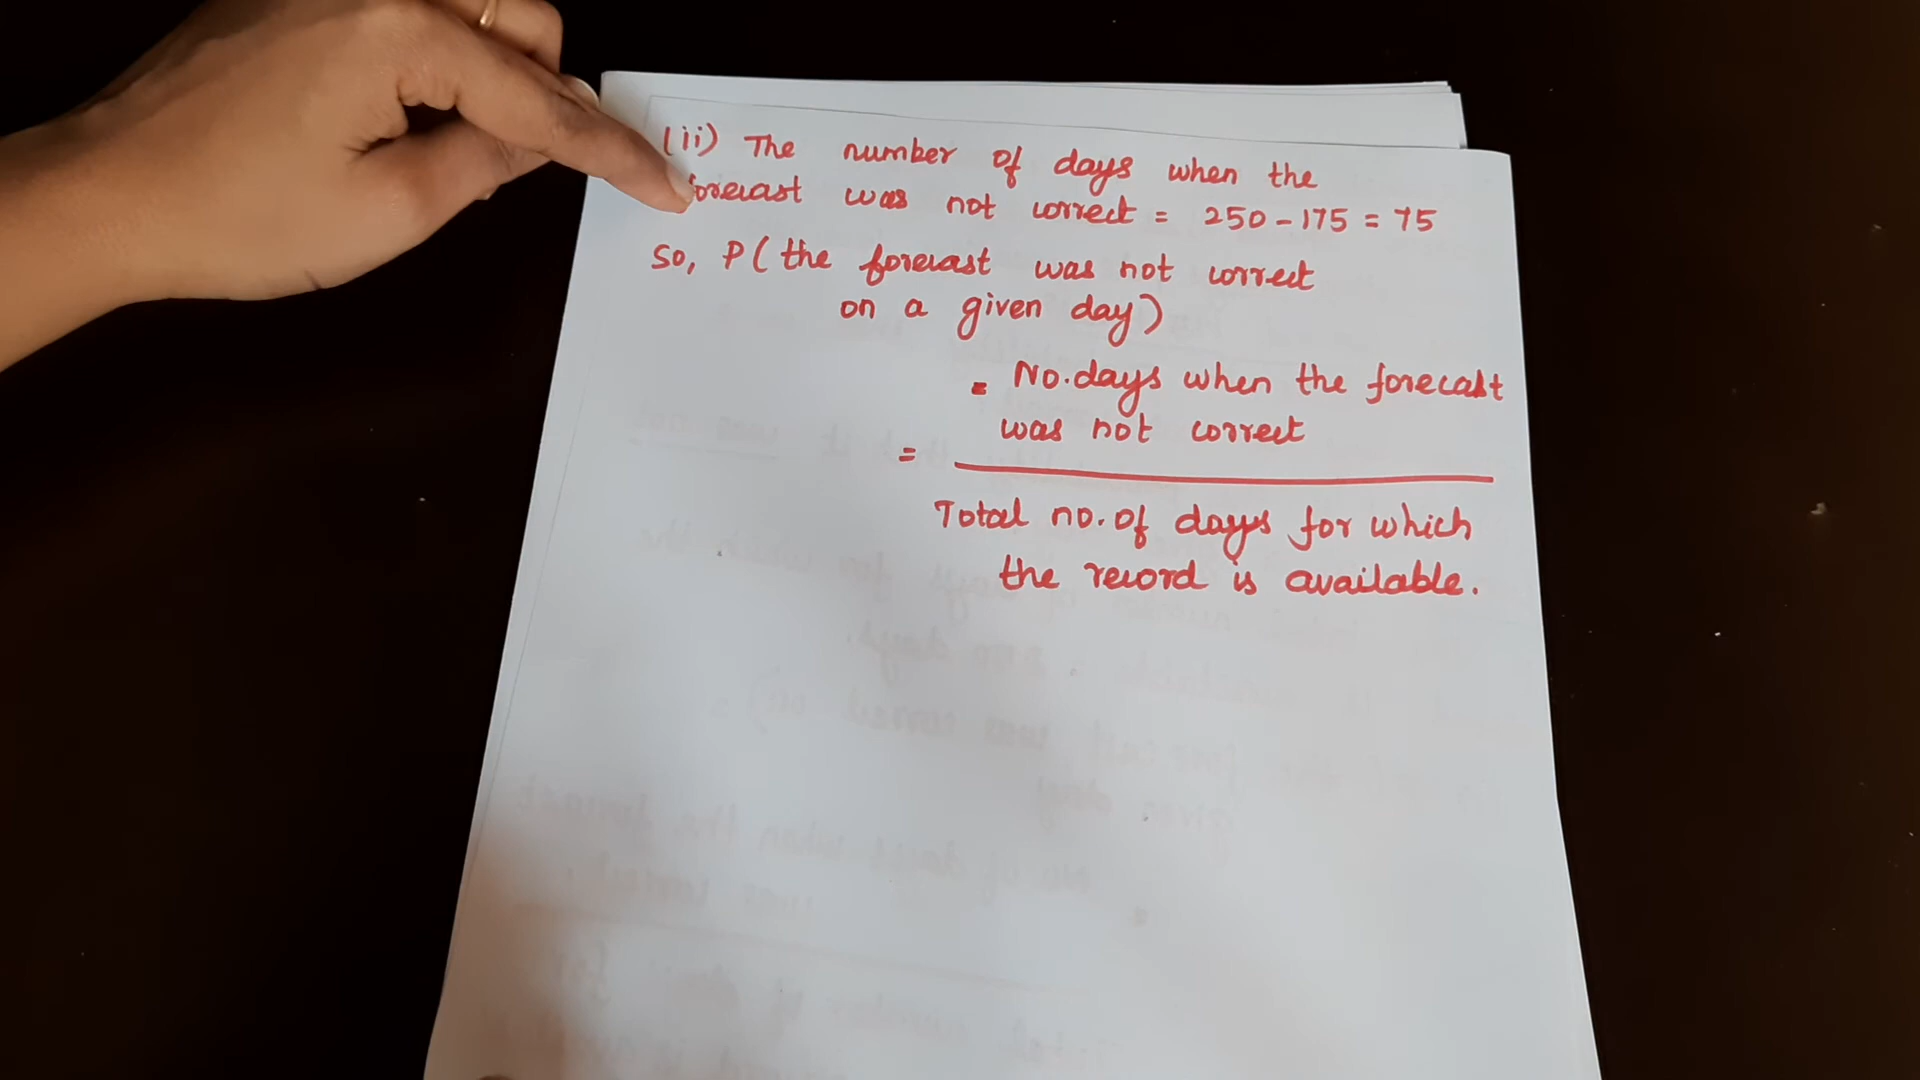 (ii) The number of days when the
forecast was not correct = 250 - 175 = 75
So, P ( the forecast was not correct
on a given day )
= No. days when the forecast
was not correct
=
Total no. of days for which
the record is available.